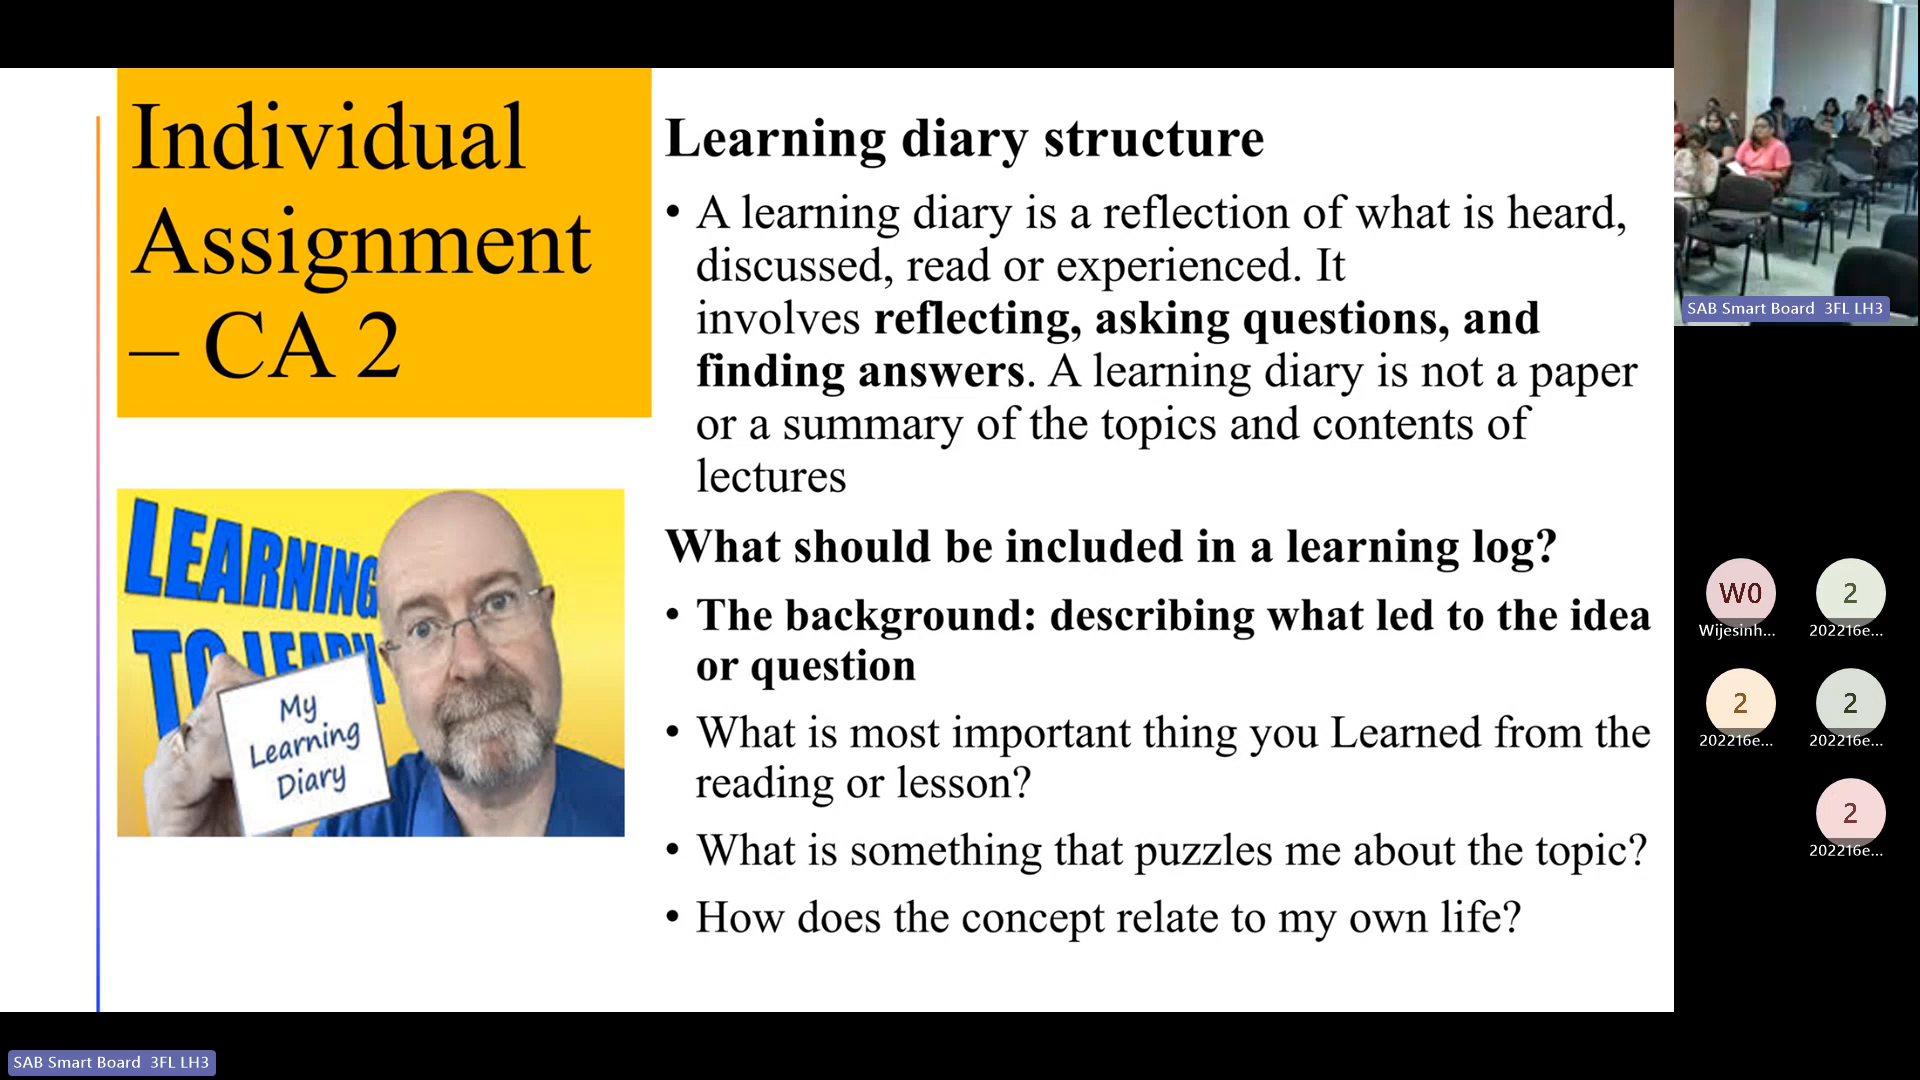 Individual
Assignment
– CA 2
Learning diary structure
• A learning diary is a reflection of what is heard,
discussed, read or experienced. It
involves reflecting, asking questions, and
finding answers. A learning diary is not a paper
or a summary of the topics and contents of
lectures
What should be included in a learning log?
• The background: describing what led to the idea
or question
• What is most important thing you Learned from the
reading or lesson?
• What is something that puzzles me about the topic?
• How does the concept relate to my own life?
LEARNING
TO LEARN
My
Learning
Diary
SAB Smart Board 3FL LH3
W0
Wijesinh...
2
202216e...
2
202216e...
2
202216e...
2
202216e...
SAB Smart Board 3FL LH3